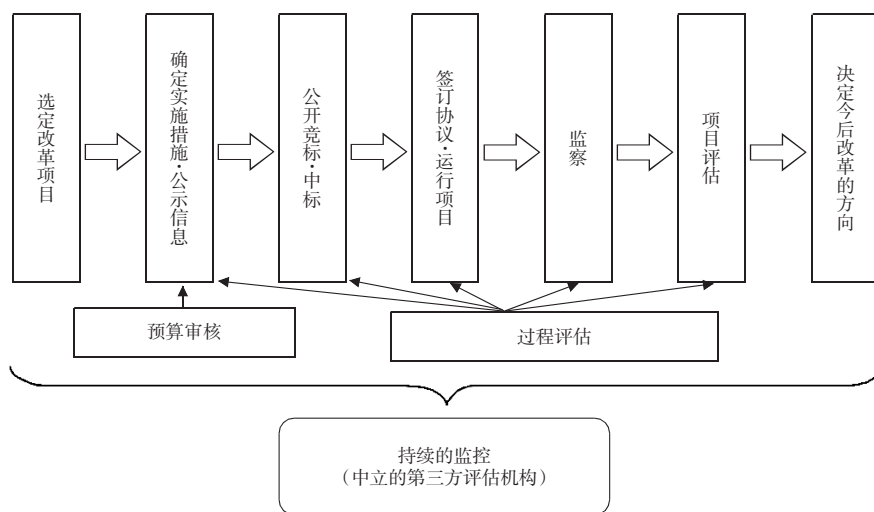 选定改革项目
确定实施措施·公示信息
公开竞标·中标
签订协议·运行项目
监察
项目评估
决定今后改革的方向
预算审核
过程评估
持续的监控
（中立的第三方评估机构）